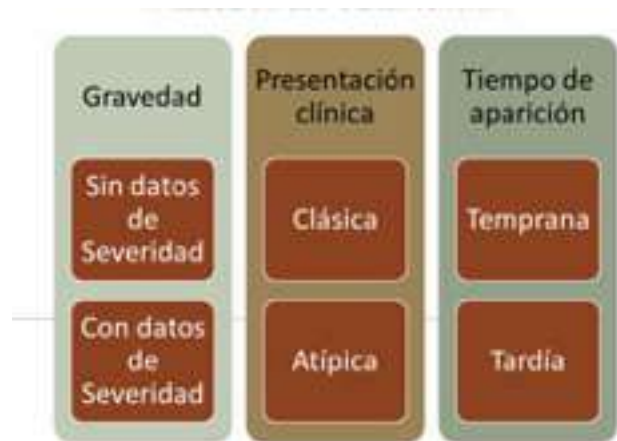 Gravedad
Sin datos
de
Severidad
Con datos
de
Severidad
Presentación
clínica
Clásica
Atípica
Tiempo de
aparición
Temprana
Tardía